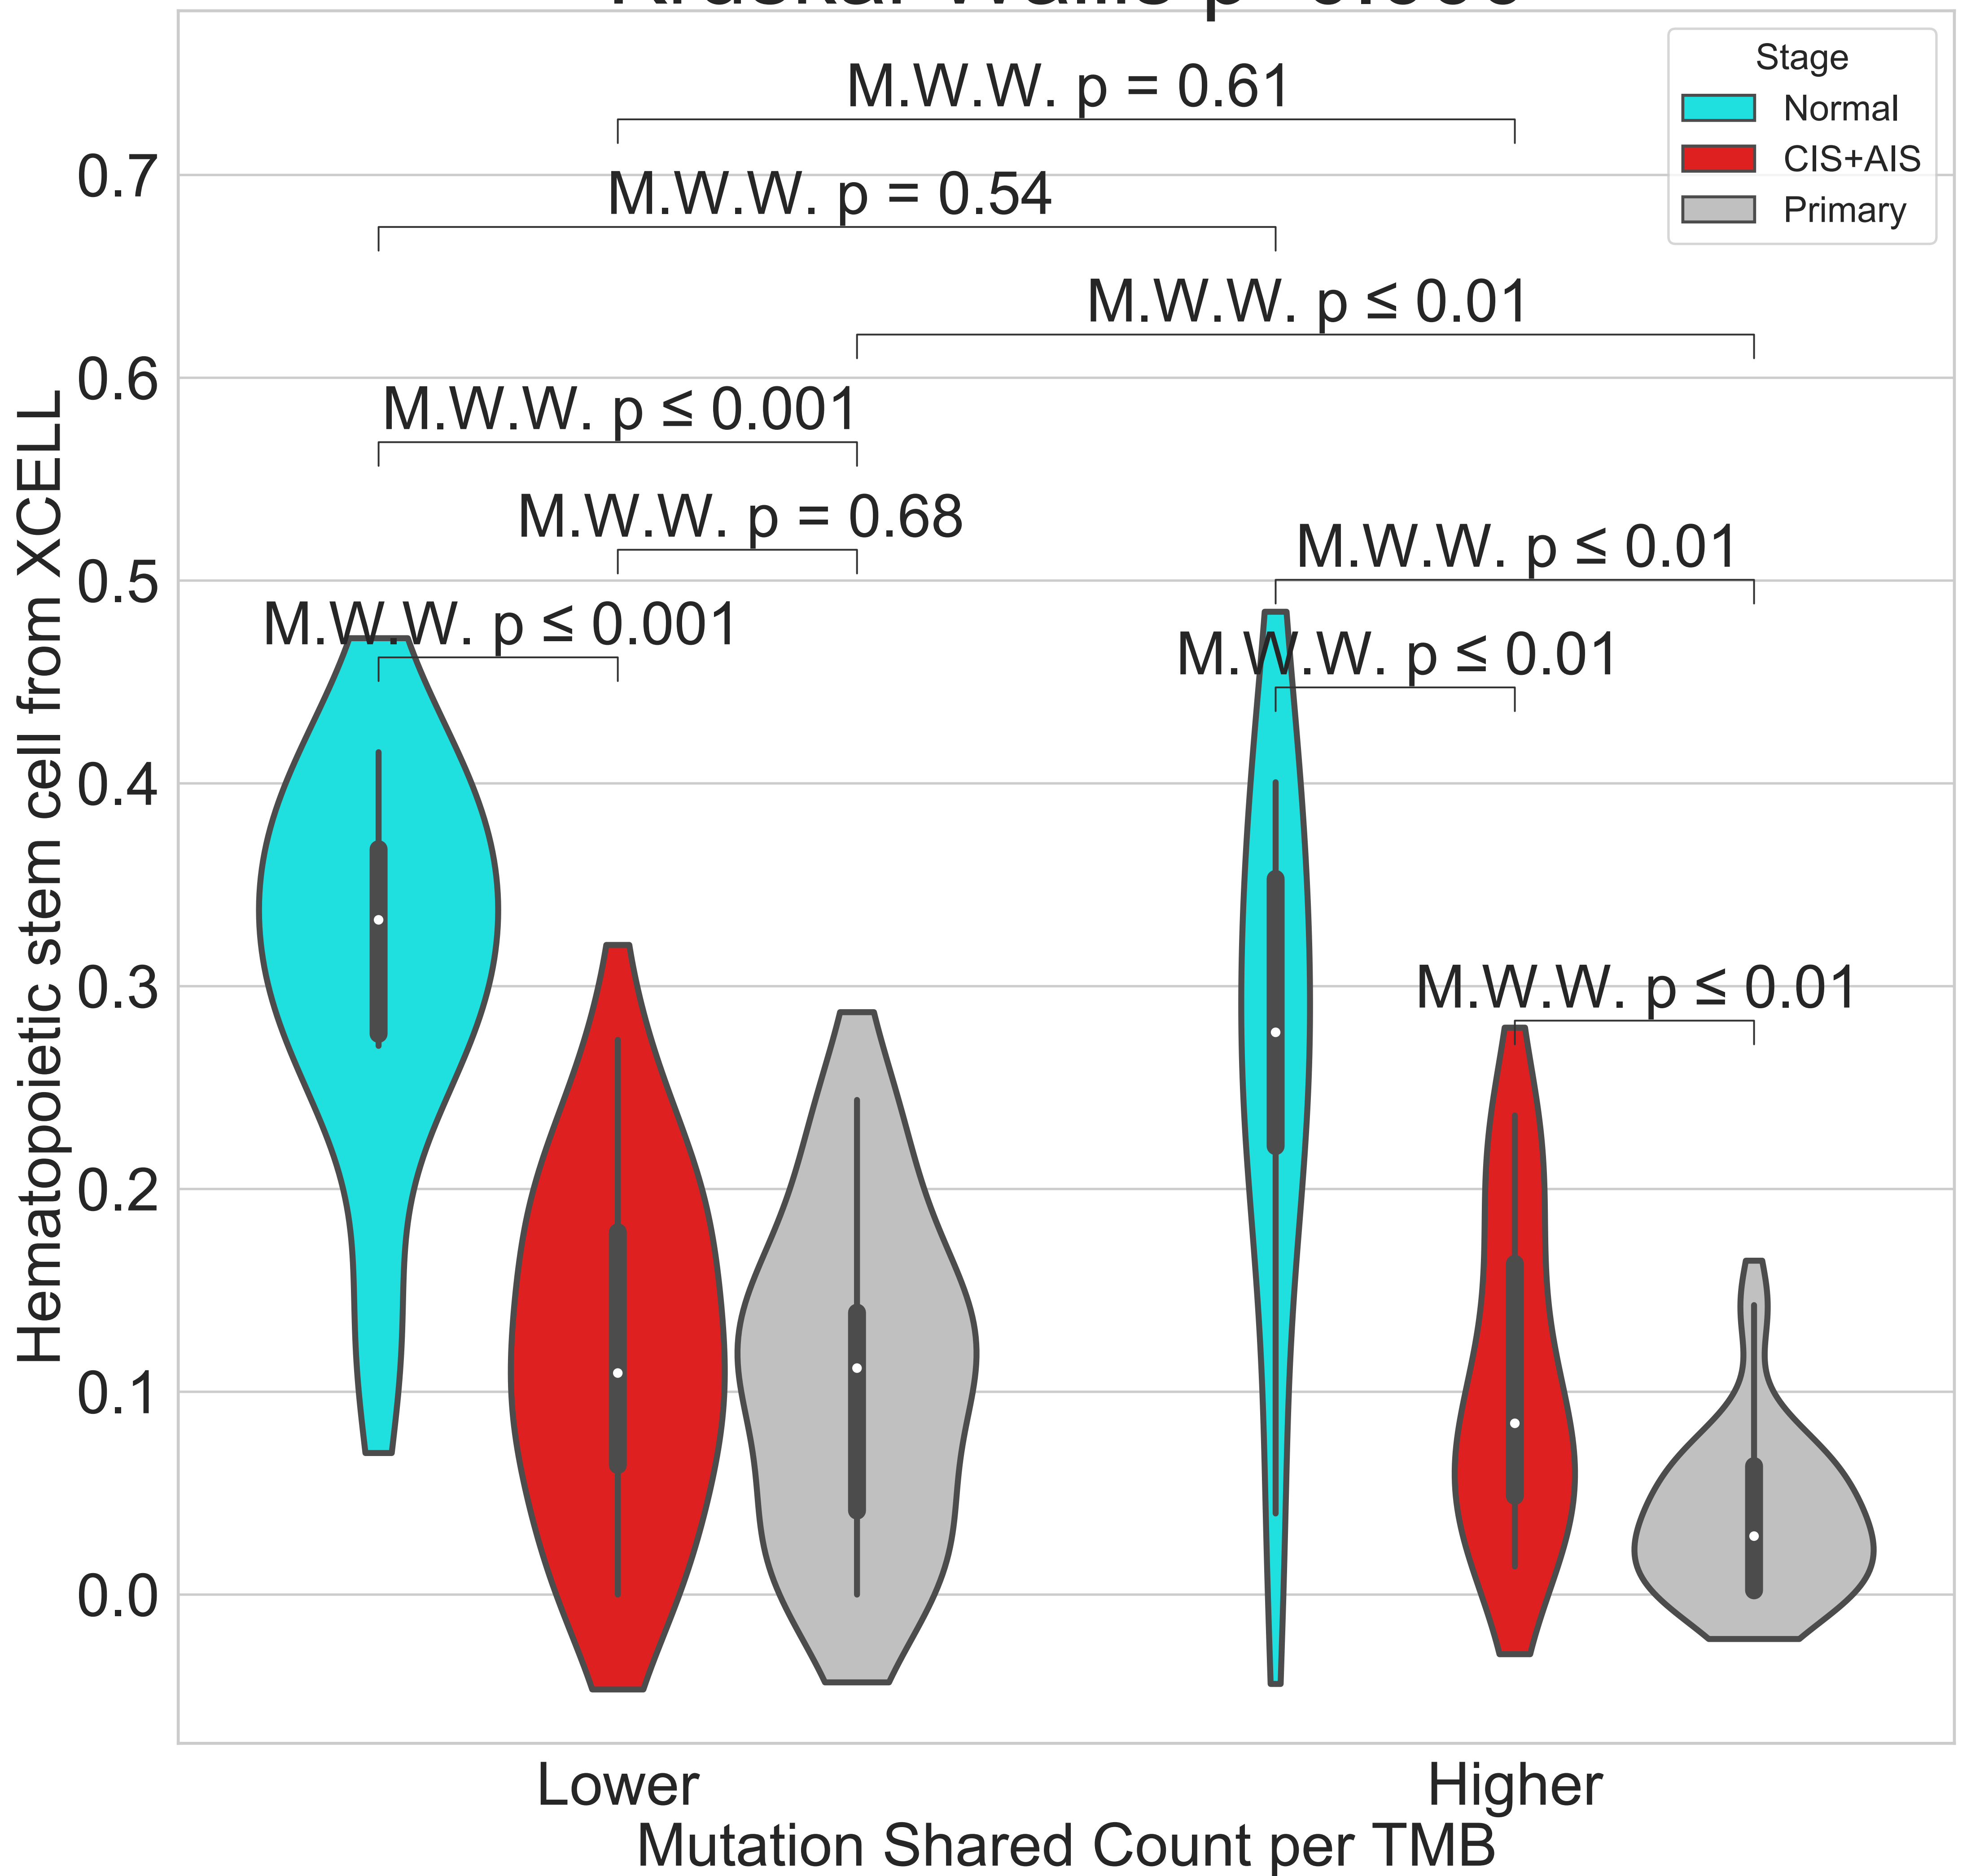 Stage
Normal
CIS+AIS
Primary
M.W.W. p = 0.61
M.W.W. p = 0.54
M.W.W. p ≤ 0.01
M.W.W. p ≤ 0.001
M.W.W. p = 0.68
M.W.W. p ≤ 0.01
M.W.W. p ≤ 0.001
M.W.W. p ≤ 0.01
M.W.W. p ≤ 0.01
Hematopoietic stem cell from XCELL
0.7
0.6
0.5
0.4
0.3
0.2
0.1
0.0
Lower
Higher
Mutation Shared Count per TMB